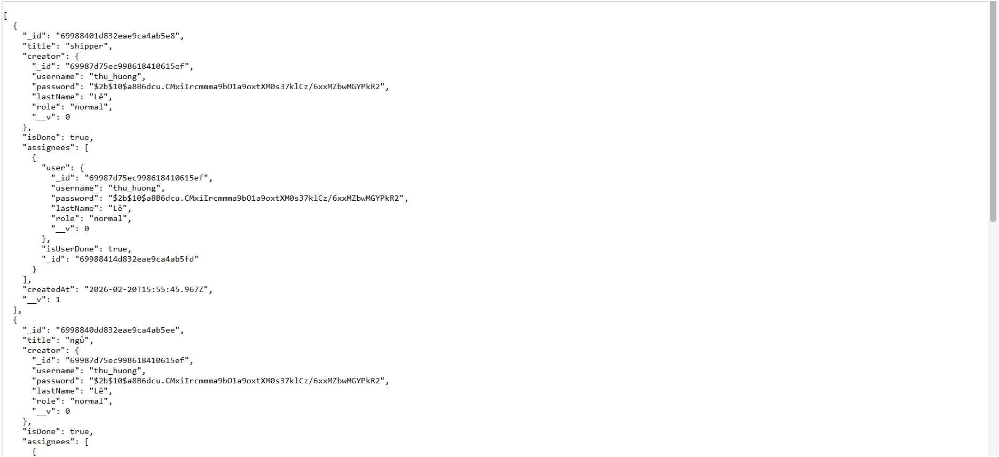 [
  {
    "_id": "69988401d832eae9ca4ab5e8",
    "title": "shipper",
    "creator": {
      "_id": "69987d75ec998618410615ef",
      "username": "thu_huong",
      "password": "$2b$10$a8B6dcu.CMxiIrcmmma9bO1a9oxtXM0s37klCz/6xxMZbwMGYPkR2",
      "lastName": "Lê",
      "role": "normal",
      "__v": 0
    },
    "isDone": true,
    "assignees": [
      {
        "user": {
          "_id": "69987d75ec998618410615ef",
          "username": "thu_huong",
          "password": "$2b$10$a8B6dcu.CMxiIrcmmma9bO1a9oxtXM0s37klCz/6xxMZbwMGYPkR2",
          "lastName": "Lê",
          "role": "normal",
          "__v": 0
        },
        "isUserDone": true,
        "_id": "69988414d832eae9ca4ab5fd"
      }
    ],
    "createdAt": "2026-02-20T15:55:45.967Z",
    "__v": 1
  },
  {
    "_id": "6998840dd832eae9ca4ab5ee",
    "title": "ngủ",
    "creator": {
      "_id": "69987d75ec998618410615ef",
      "username": "thu_huong",
      "password": "$2b$10$a8B6dcu.CMxiIrcmmma9bO1a9oxtXM0s37klCz/6xxMZbwMGYPkR2",
      "lastName": "Lê",
      "role": "normal",
      "__v": 0
    },
    "isDone": true,
    "assignees": [
      {